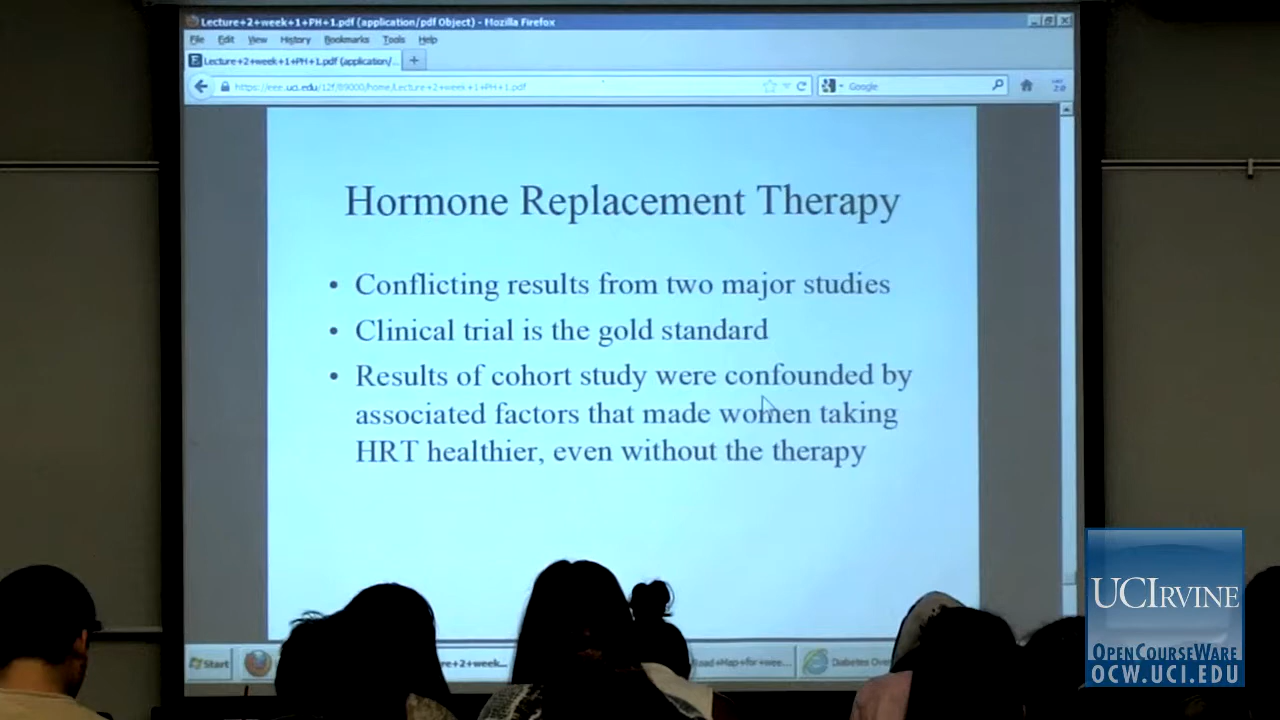 Lecture+2+week+1+PH+1.pdf (application/pdf Object) - Mozilla Firefox
File Edit View History Bookmarks Tools Help
Lecture+2+week+1+PH+1.pdf (application/...
https://eee.uci.edu/12f/89000/home/Lecture+2+week+1+PH+1.pdf
Google
Hormone Replacement Therapy
• Conflicting results from two major studies
• Clinical trial is the gold standard
• Results of cohort study were confounded by
associated factors that made women taking
HRT healthier, even without the therapy
Start
re+2+week...
Diabetes Over
UCIRVINE
OPENCOURSEWARE
OCW.UCI.EDU